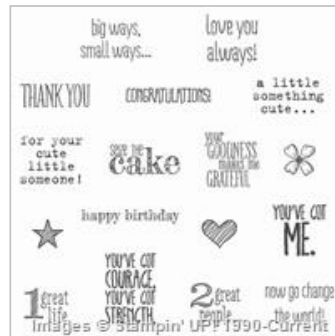 big ways,
small ways...
love you
always!
THANK YOU
CONGRATULATIONS!
a little
something
cute...
for your
cute
little
someone!
save the
cake
YOUR
GOODNESS
MAKES ME
GRATEFUL
happy birthday
YOU'VE GOT
ME.
YOU'VE GOT
COURAGE,
YOU'VE GOT
STRENGTH,
1 great
life
2 great
people
now go change
the world!
Images © Stampin' UP! 1990-Current